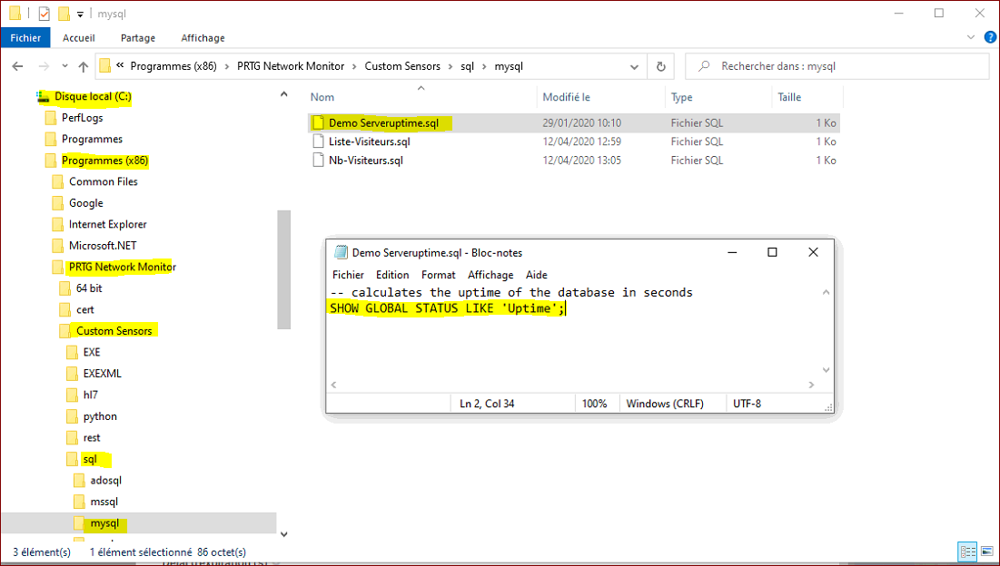 mysql
Fichier Accueil Partage Affichage
« Programmes (x86) > PRTG Network Monitor > Custom Sensors > sql > mysql
Rechercher dans : mysql
Disque local (C:)
PerfLogs
Programmes
Programmes (x86)
Common Files
Google
Internet Explorer
Microsoft.NET
PRTG Network Monitor
64 bit
cert
Custom Sensors
EXE
EXEXML
hl7
python
rest
sql
adosql
mssql
mysql
Nom Modifié le Type Taille
Demo Serveruptime.sql 29/01/2020 10:10 Fichier SQL 1 Ko
Liste-Visiteurs.sql 12/04/2020 12:59 Fichier SQL 1 Ko
Nb-Visiteurs.sql 12/04/2020 13:05 Fichier SQL 1 Ko
Demo Serveruptime.sql - Bloc-notes
Fichier Edition Format Affichage Aide
-- calculates the uptime of the database in seconds
SHOW GLOBAL STATUS LIKE 'Uptime';
Ln 2, Col 34 100% Windows (CRLF) UTF-8
3 élément(s) 1 élément sélectionné 86 octet(s)